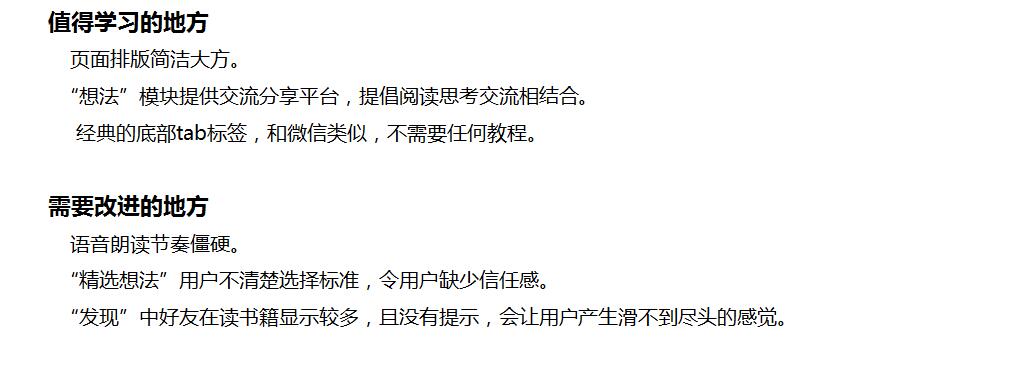 值得学习的地方
页面排版简洁大方。
“想法”模块提供交流分享平台，提倡阅读思考交流相结合。
经典的底部tab标签，和微信类似，不需要任何教程。
需要改进的地方
语音朗读节奏僵硬。
“精选想法”用户不清楚选择标准，令用户缺少信任感。
“发现”中好友在读书籍显示较多，且没有提示，会让用户产生滑不到尽头的感觉。